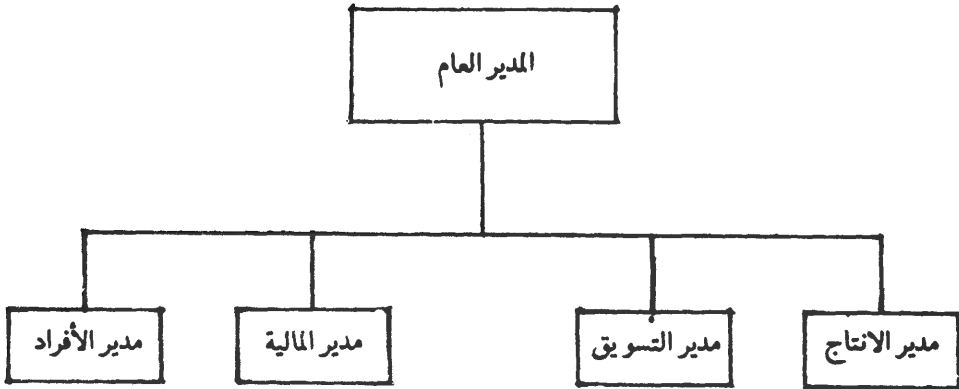 المدير العام
مدير الانتاج
مدير التسويق
مدير المالية
مدير الأفراد